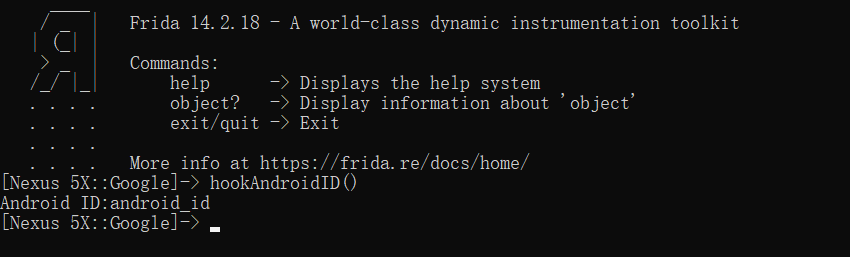 Frida 14.2.18 - A world-class dynamic instrumentation toolkit
Commands:
help -> Displays the help system
object? -> Display information about 'object'
exit/quit -> Exit
More info at https://frida.re/docs/home/
[Nexus 5X::Google]-> hookAndroidID()
Android ID:android_id
[Nexus 5X::Google]->